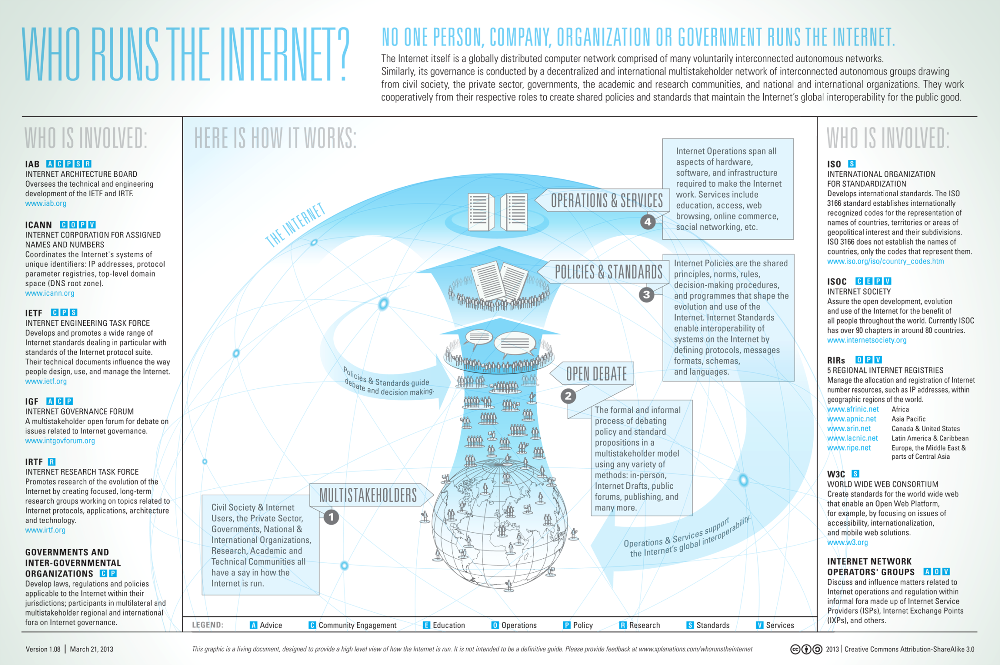 WHO RUNS THE INTERNET?
NO ONE PERSON, COMPANY, ORGANIZATION OR GOVERNMENT RUNS THE INTERNET.
The Internet itself is a globally distributed computer network comprised of many voluntarily interconnected autonomous networks.
Similarly, its governance is conducted by a decentralized and international multistakeholder network of interconnected autonomous groups drawing
from civil society, the private sector, governments, the academic and research communities, and national and international organizations. They work
cooperatively from their respective roles to create shared policies and standards that maintain the Internet's global interoperability for the public good.
WHO IS INVOLVED:
IAB A C P S R
INTERNET ARCHITECTURE BOARD
Oversees the technical and engineering
development of the IETF and IRTF.
www.iab.org
ICANN C O P V
INTERNET CORPORATION FOR ASSIGNED
NAMES AND NUMBERS
Coordinates the Internet's systems of
unique identifiers: IP addresses, protocol
parameter registries, top-level domain
space (DNS root zone).
www.icann.org
IETF C P S
INTERNET ENGINEERING TASK FORCE
Develops and promotes a wide range of
Internet standards dealing in particular with
standards of the Internet protocol suite.
Their technical documents influence the way
people design, use, and manage the Internet.
www.ietf.org
IGF A C P
INTERNET GOVERNANCE FORUM
A multistakeholder open forum for debate on
issues related to Internet governance.
www.intgovforum.org
IRTF R
INTERNET RESEARCH TASK FORCE
Promotes research of the evolution of the
Internet by creating focused, long-term
research groups working on topics related to
Internet protocols, applications, architecture
and technology.
www.irtf.org
GOVERNMENTS AND
INTER-GOVERNMENTAL
ORGANIZATIONS C P
Develop laws, regulations and policies
applicable to the Internet within their
jurisdictions; participants in multilateral and
multistakeholder regional and international
fora on Internet governance.
HERE IS HOW IT WORKS:
THE INTERNET
OPERATIONS & SERVICES
4
Internet Operations span all
aspects of hardware,
software, and infrastructure
required to make the Internet
work. Services include
education, access, web
browsing, online commerce,
social networking, etc.
POLICIES & STANDARDS
3
Internet Policies are the shared
principles, norms, rules,
decision-making procedures,
and programmes that shape the
evolution and use of the
Internet. Internet Standards
enable interoperability of
systems on the Internet by
defining protocols, messages
formats, schemas,
and languages.
Policies & Standards guide
debate and decision making.
OPEN DEBATE
2
The formal and informal
process of debating
policy and standard
propositions in a
multistakeholder model
using any variety of
methods: in-person,
Internet Drafts, public
forums, publishing, and
many more.
MULTISTAKEHOLDERS
1
Civil Society & Internet
Users, the Private Sector,
Governments, National &
International Organizations,
Research, Academic and
Technical Communities all
have a say in how the
Internet is run.
Operations & Services support
the Internet's global interoperability.
LEGEND: A Advice C Community Engagement E Education O Operations P Policy R Research S Standards V Services
WHO IS INVOLVED:
ISO S
INTERNATIONAL ORGANIZATION
FOR STANDARDIZATION
Develops international standards. The ISO
3166 standard establishes internationally
recognized codes for the representation of
names of countries, territories or areas of
geopolitical interest and their subdivisions.
ISO 3166 does not establish the names of
countries, only the codes that represent them.
www.iso.org/iso/country_codes.htm
ISOC C E P V
INTERNET SOCIETY
Assure the open development, evolution
and use of the Internet for the benefit of
all people throughout the world. Currently ISOC
has over 90 chapters in around 80 countries.
www.internetsociety.org
RIRs O P V
5 REGIONAL INTERNET REGISTRIES
Manage the allocation and registration of Internet
number resources, such as IP addresses, within
geographic regions of the world.
www.afrinic.net Africa
www.apnic.net Asia Pacific
www.arin.net Canada & United States
www.lacnic.net Latin America & Caribbean
www.ripe.net Europe, the Middle East &
parts of Central Asia
W3C S
WORLD WIDE WEB CONSORTIUM
Create standards for the world wide web
that enable an Open Web Platform,
for example, by focusing on issues of
accessibility, internationalization,
and mobile web solutions.
www.w3.org
INTERNET NETWORK
OPERATORS' GROUPS A O V
Discuss and influence matters related to
Internet operations and regulation within
informal fora made up of Internet Service
Providers (ISPs), Internet Exchange Points
(IXPs), and others.
Version 1.08 | March 21, 2013
This graphic is a living document, designed to provide a high level view of how the Internet is run. It is not intended to be a definitive guide. Please provide feedback at www.xplanations.com/whorunstheinternet
cc 2013 | Creative Commons Attribution-ShareAlike 3.0